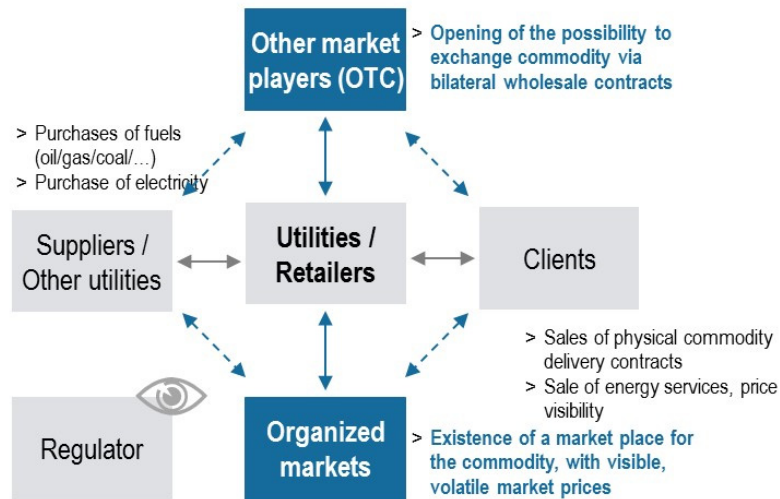 Other market
players (OTC)
> Opening of the possibility to
exchange commodity via
bilateral wholesale contracts
> Purchases of fuels
(oil/gas/coal/…)
> Purchase of electricity
Suppliers /
Other utilities
Utilities /
Retailers
Clients
> Sales of physical commodity
delivery contracts
> Sale of energy services, price
visibility
Regulator
Organized
markets
> Existence of a market place for
the commodity, with visible,
volatile market prices